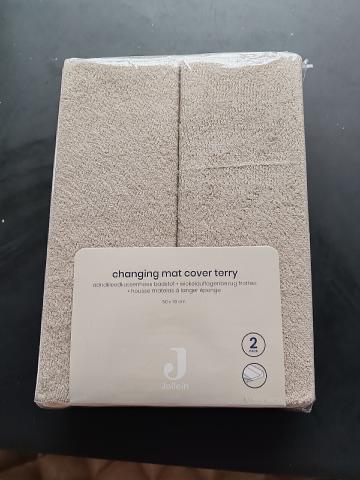 changing mat cover terry
aankleedkussenhoes badstof • wickelauflagenbezug frottee
• housse matelas à langer éponge
50 x 70 cm
2
PACK
J
Jollein